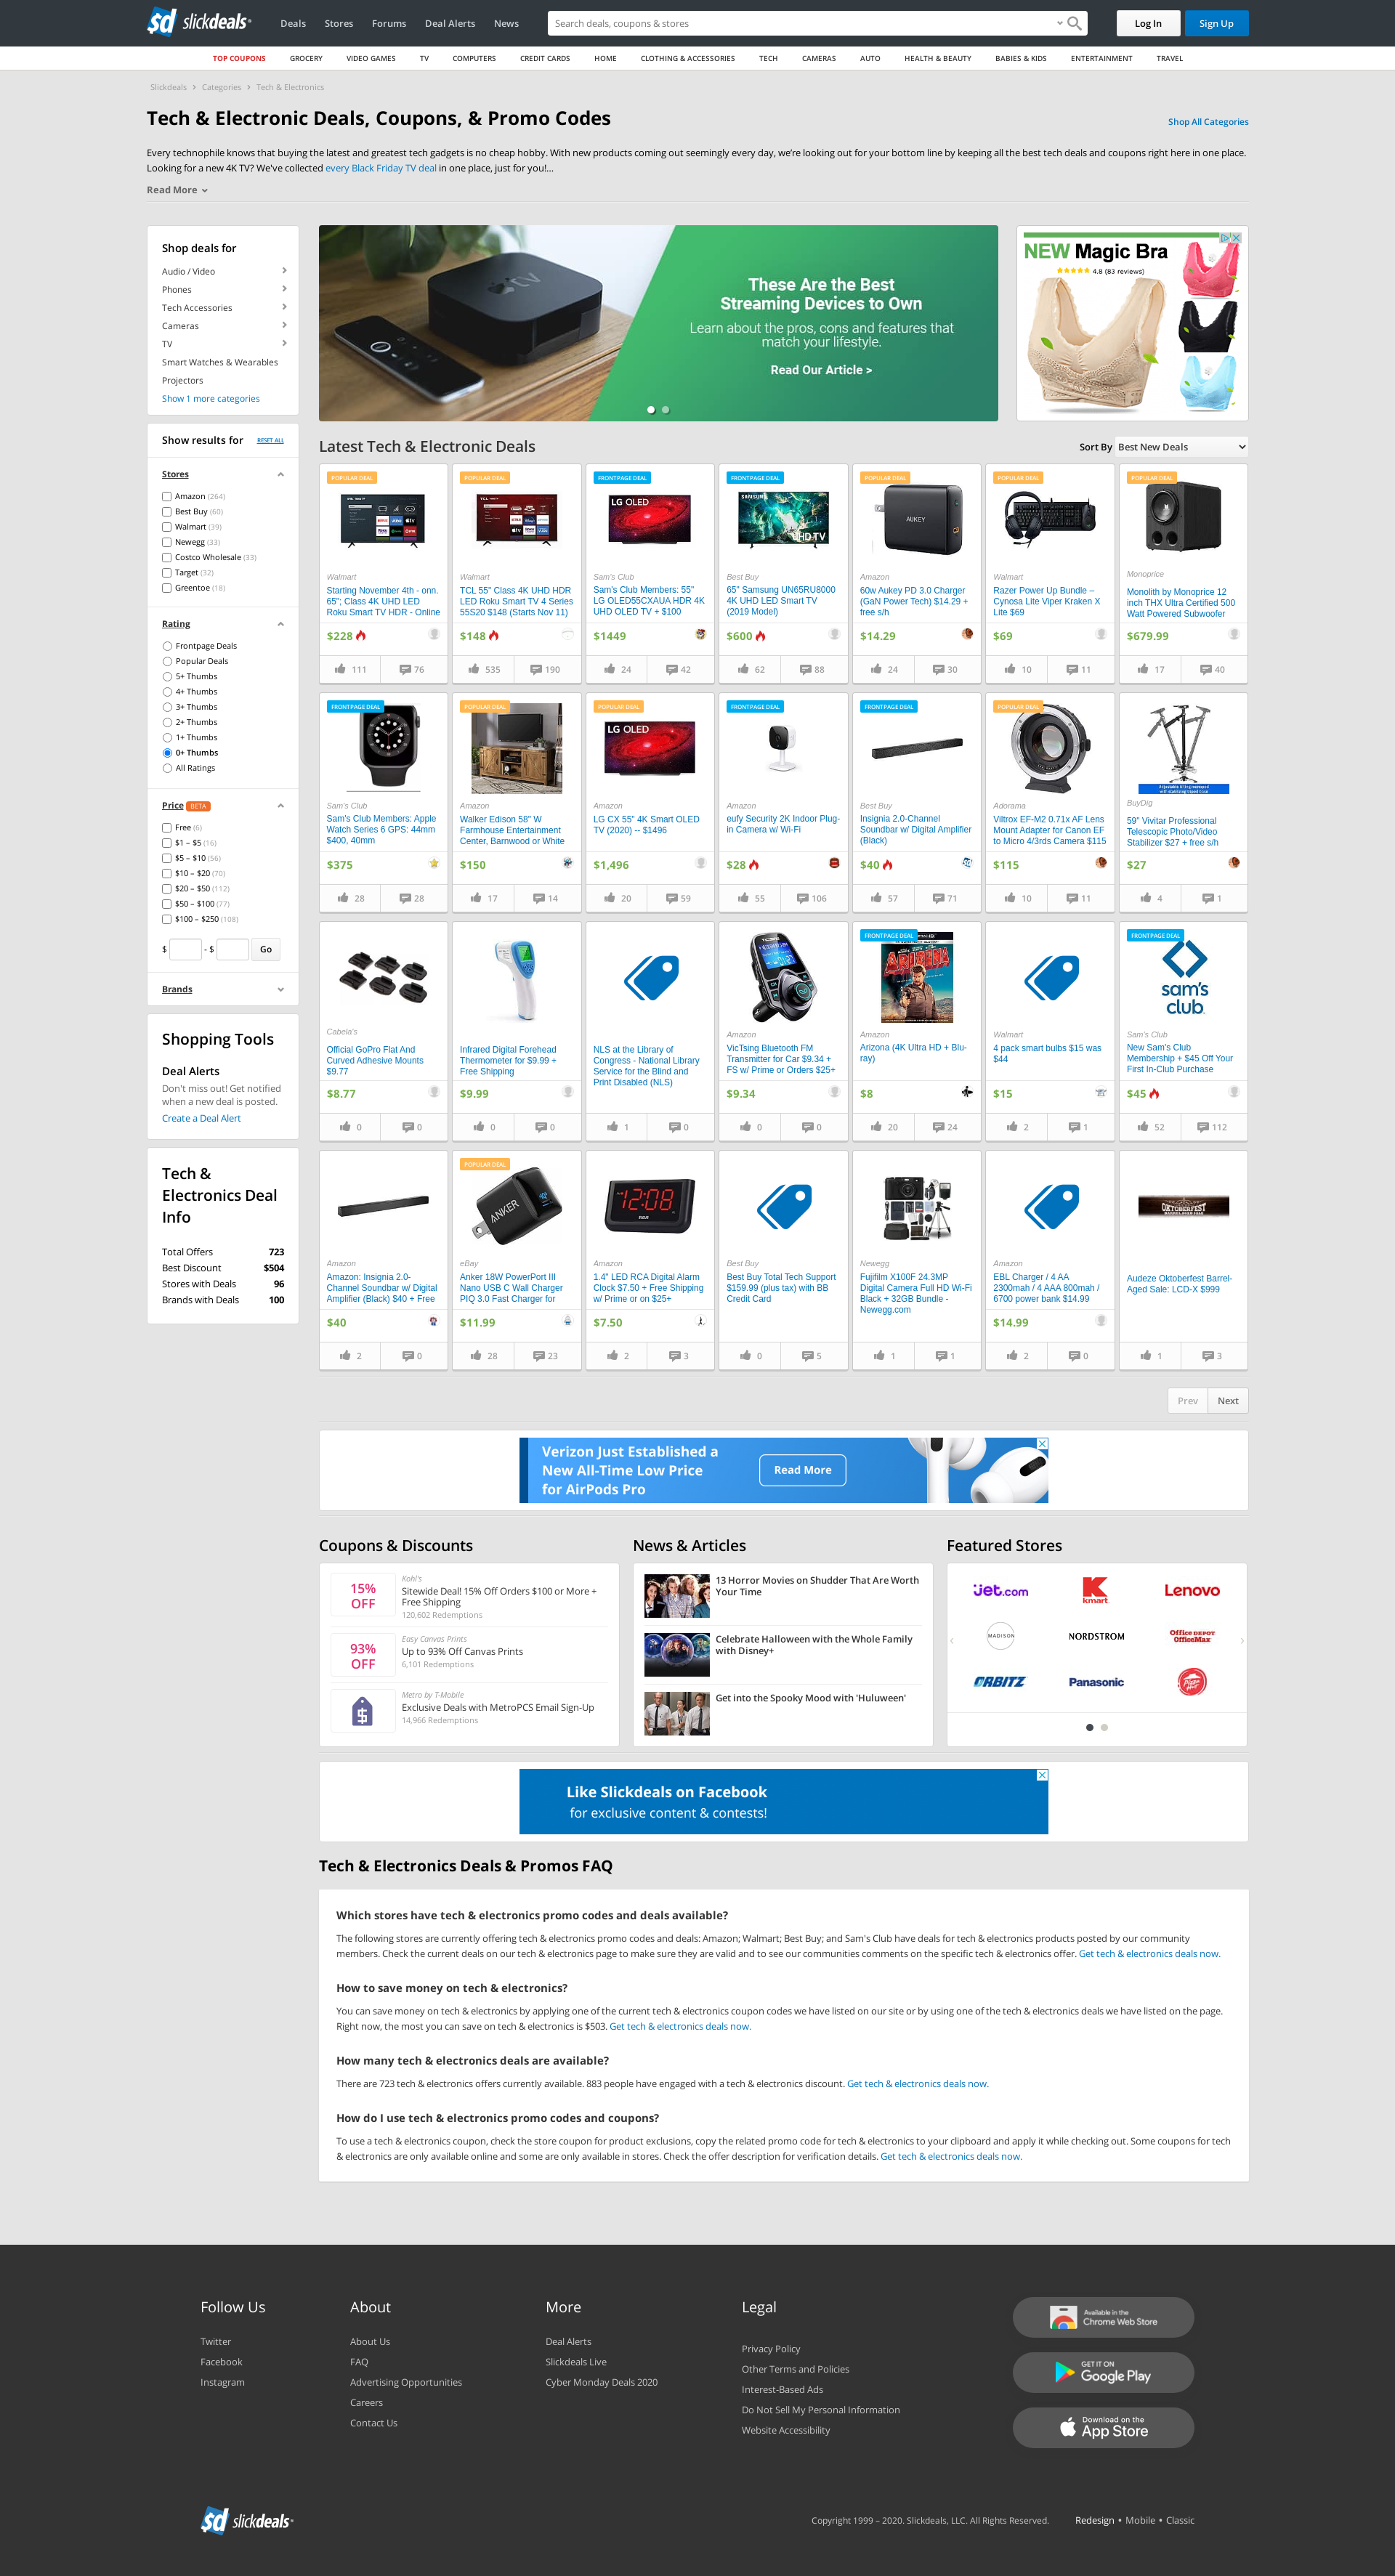 sd slickdeals
Deals
Stores
Forums
Deal Alerts
News
Search deals, coupons & stores
Log In
Sign Up
TOP COUPONS
GROCERY
VIDEO GAMES
TV
COMPUTERS
CREDIT CARDS
HOME
CLOTHING & ACCESSORIES
TECH
CAMERAS
AUTO
HEALTH & BEAUTY
BABIES & KIDS
ENTERTAINMENT
TRAVEL
Slickdeals > Categories > Tech & Electronics
Tech & Electronic Deals, Coupons, & Promo Codes
Shop All Categories
Every technophile knows that buying the latest and greatest tech gadgets is no cheap hobby. With new products coming out seemingly every day, we're looking out for your bottom line by keeping all the best tech deals and coupons right here in one place.
Looking for a new 4K TV? We've collected every Black Friday TV deal in one place, just for you!...
Read More
Shop deals for
Audio / Video
Phones
Tech Accessories
Cameras
TV
Smart Watches & Wearables
Projectors
Show 1 more categories
Show results for
RESET ALL
Stores
Amazon (264)
Best Buy (60)
Walmart (39)
Newegg (33)
Costco Wholesale (33)
Target (32)
Greentoe (18)
Rating
Frontpage Deals
Popular Deals
5+ Thumbs
4+ Thumbs
3+ Thumbs
2+ Thumbs
1+ Thumbs
0+ Thumbs
All Ratings
Price BETA
Free (6)
$1 – $5 (16)
$5 – $10 (56)
$10 – $20 (70)
$20 – $50 (112)
$50 – $100 (77)
$100 – $250 (108)
$ - $ Go
Brands
Shopping Tools
Deal Alerts
Don't miss out! Get notified
when a new deal is posted.
Create a Deal Alert
Tech &
Electronics Deal
Info
Total Offers 723
Best Discount $504
Stores with Deals 96
Brands with Deals 100
tv
These Are the Best
Streaming Devices to Own
Learn about the pros, cons and features that
match your lifestyle.
Read Our Article >
NEW Magic Bra
4.8 (83 reviews)
Latest Tech & Electronic Deals
Sort By Best New Deals
POPULAR DEAL
Walmart
Starting November 4th - onn.
65"; Class 4K UHD LED
Roku Smart TV HDR - Online
$228
111 76
POPULAR DEAL
Walmart
TCL 55" Class 4K UHD HDR
LED Roku Smart TV 4 Series
55S20 $148 (Starts Nov 11)
$148
535 190
FRONTPAGE DEAL
LG OLED
Sam's Club
Sam's Club Members: 55"
LG OLED55CXAUA HDR 4K
UHD OLED TV + $100
$1449
24 42
FRONTPAGE DEAL
SAMSUNG
UHD TV
Best Buy
65" Samsung UN65RU8000
4K UHD LED Smart TV
(2019 Model)
$600
62 88
POPULAR DEAL
AUKEY
Amazon
60w Aukey PD 3.0 Charger
(GaN Power Tech) $14.29 +
free s/h
$14.29
24 30
POPULAR DEAL
Walmart
Razer Power Up Bundle –
Cynosa Lite Viper Kraken X
Lite $69
$69
10 11
POPULAR DEAL
Monoprice
Monolith by Monoprice 12
inch THX Ultra Certified 500
Watt Powered Subwoofer
$679.99
17 40
FRONTPAGE DEAL
Sam's Club
Sam's Club Members: Apple
Watch Series 6 GPS: 44mm
$400, 40mm
$375
28 28
POPULAR DEAL
Amazon
Walker Edison 58" W
Farmhouse Entertainment
Center, Barnwood or White
$150
17 14
POPULAR DEAL
LG OLED
Amazon
LG CX 55" 4K Smart OLED
TV (2020) -- $1496
$1,496
20 59
FRONTPAGE DEAL
Amazon
eufy Security 2K Indoor Plug-
in Camera w/ Wi-Fi
$28
55 106
FRONTPAGE DEAL
Best Buy
Insignia 2.0-Channel
Soundbar w/ Digital Amplifier
(Black)
$40
57 71
POPULAR DEAL
Adorama
Viltrox EF-M2 0.71x AF Lens
Mount Adapter for Canon EF
to Micro 4/3rds Camera $115
$115
10 11
BuyDig
59" Vivitar Professional
Telescopic Photo/Video
Stabilizer $27 + free s/h
$27
4 1
Cabela's
Official GoPro Flat And
Curved Adhesive Mounts
$9.77
$8.77
0 0
Infrared Digital Forehead
Thermometer for $9.99 +
Free Shipping
$9.99
0 0
NLS at the Library of
Congress - National Library
Service for the Blind and
Print Disabled (NLS)
1 0
Amazon
VicTsing Bluetooth FM
Transmitter for Car $9.34 +
FS w/ Prime or Orders $25+
$9.34
0 0
FRONTPAGE DEAL
ARIZONA
Amazon
Arizona (4K Ultra HD + Blu-
ray)
$8
20 24
Walmart
4 pack smart bulbs $15 was
$44
$15
2 1
FRONTPAGE DEAL
sam's
club
Sam's Club
New Sam's Club
Membership + $45 Off Your
First In-Club Purchase
$45
52 112
Amazon
Amazon: Insignia 2.0-
Channel Soundbar w/ Digital
Amplifier (Black) $40 + Free
$40
2 0
POPULAR DEAL
ANKER
eBay
Anker 18W PowerPort III
Nano USB C Wall Charger
PIQ 3.0 Fast Charger for
$11.99
28 23
12:08
RCA
Amazon
1.4" LED RCA Digital Alarm
Clock $7.50 + Free Shipping
w/ Prime or on $25+
$7.50
2 3
Best Buy
Best Buy Total Tech Support
$159.99 (plus tax) with BB
Credit Card
0 5
Newegg
Fujifilm X100F 24.3MP
Digital Camera Full HD Wi-Fi
Black + 32GB Bundle -
Newegg.com
1 1
Amazon
EBL Charger / 4 AA
2300mah / 4 AAA 800mah /
6700 power bank $14.99
$14.99
2 0
OKTOBERFEST
Audeze Oktoberfest Barrel-
Aged Sale: LCD-X $999
1 3
Prev
Next
Verizon Just Established a
New All-Time Low Price
for AirPods Pro
Read More
Coupons & Discounts
15%
OFF
Kohl's
Sitewide Deal! 15% Off Orders $100 or More +
Free Shipping
120,602 Redemptions
93%
OFF
Easy Canvas Prints
Up to 93% Off Canvas Prints
6,101 Redemptions
Metro by T-Mobile
Exclusive Deals with MetroPCS Email Sign-Up
14,966 Redemptions
News & Articles
13 Horror Movies on Shudder That Are Worth
Your Time
Celebrate Halloween with the Whole Family
with Disney+
Get into the Spooky Mood with 'Huluween'
Featured Stores
jet.com
K
kmart
Lenovo
MADISON
NORDSTROM
Office DEPOT
OfficeMax
ORBITZ
Panasonic
Pizza Hut
Like Slickdeals on Facebook
for exclusive content & contests!
Tech & Electronics Deals & Promos FAQ
Which stores have tech & electronics promo codes and deals available?
The following stores are currently offering tech & electronics promo codes and deals: Amazon; Walmart; Best Buy; and Sam's Club have deals for tech & electronics products posted by our community
members. Check the current deals on our tech & electronics page to make sure they are valid and to see our communities comments on the specific tech & electronics offer. Get tech & electronics deals now.
How to save money on tech & electronics?
You can save money on tech & electronics by applying one of the current tech & electronics coupon codes we have listed on our site or by using one of the tech & electronics deals we have listed on the page.
Right now, the most you can save on tech & electronics is $503. Get tech & electronics deals now.
How many tech & electronics deals are available?
There are 723 tech & electronics offers currently available. 883 people have engaged with a tech & electronics discount. Get tech & electronics deals now.
How do I use tech & electronics promo codes and coupons?
To use a tech & electronics coupon, check the store coupon for product exclusions, copy the related promo code for tech & electronics to your clipboard and apply it while checking out. Some coupons for tech
& electronics are only available online and some are only available in stores. Check the offer description for verification details. Get tech & electronics deals now.
Follow Us
Twitter
Facebook
Instagram
About
About Us
FAQ
Advertising Opportunities
Careers
Contact Us
More
Deal Alerts
Slickdeals Live
Cyber Monday Deals 2020
Legal
Privacy Policy
Other Terms and Policies
Interest-Based Ads
Do Not Sell My Personal Information
Website Accessibility
Available in the
Chrome Web Store
GET IT ON
Google Play
Download on the
App Store
sd slickdeals
Copyright 1999 – 2020. Slickdeals, LLC. All Rights Reserved.
Redesign • Mobile • Classic